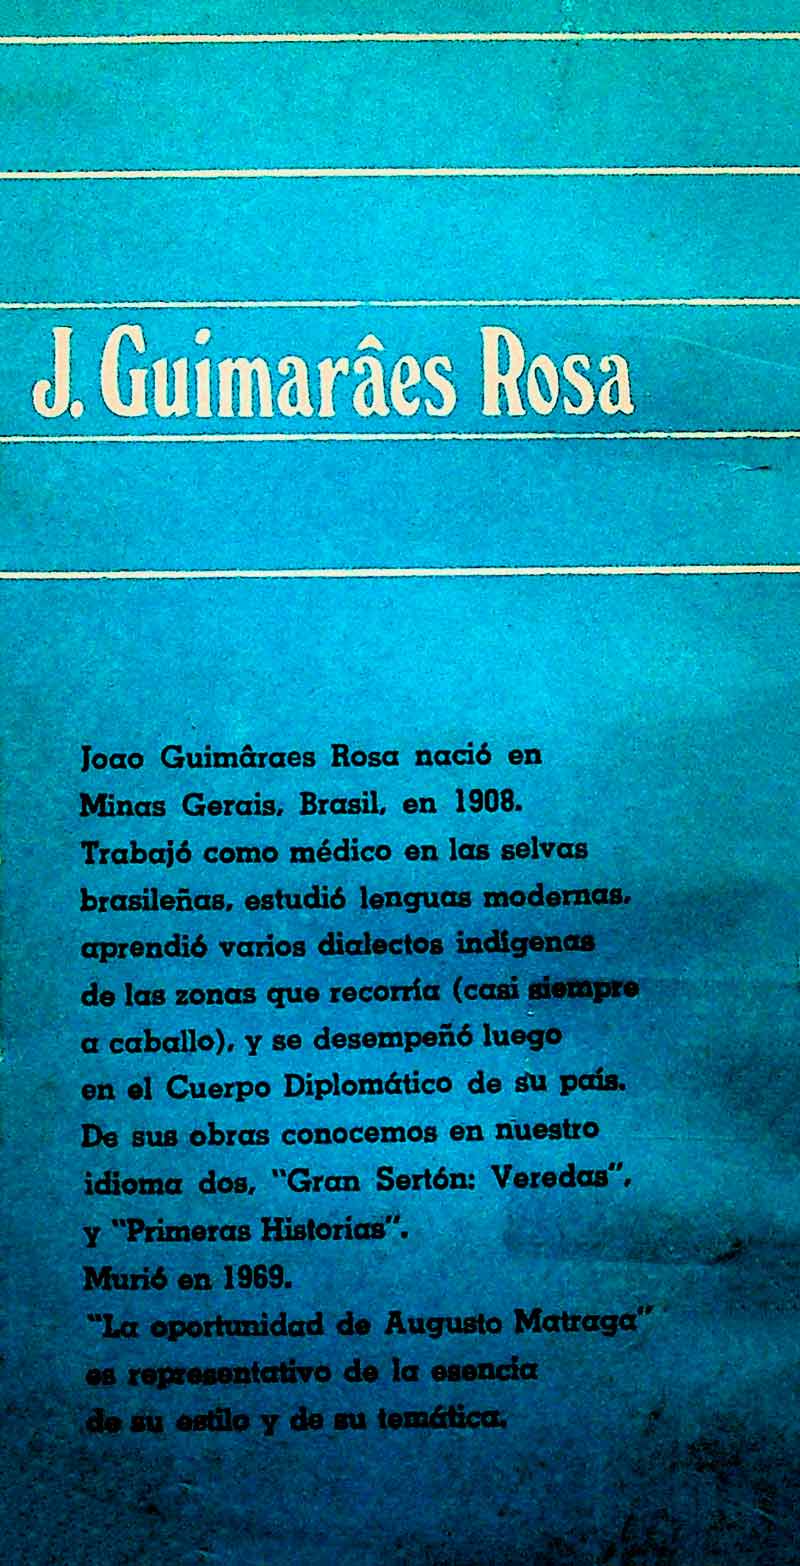 J. Guimarâes Rosa
Joao Guimâraes Rosa nació en
Minas Gerais, Brasil, en 1908.
Trabajó como médico en las selvas
brasileñas, estudió lenguas modernas,
aprendió varios dialectos indígenas
de las zonas que recorría (casi siempre
a caballo), y se desempeñó luego
en el Cuerpo Diplomático de su país.
De sus obras conocemos en nuestro
idioma dos, "Gran Sertón: Veredas",
y "Primeras Historias".
Murió en 1969.
"La oportunidad de Augusto Matraga"
es representativo de la esencia
de su estilo y de su temática.